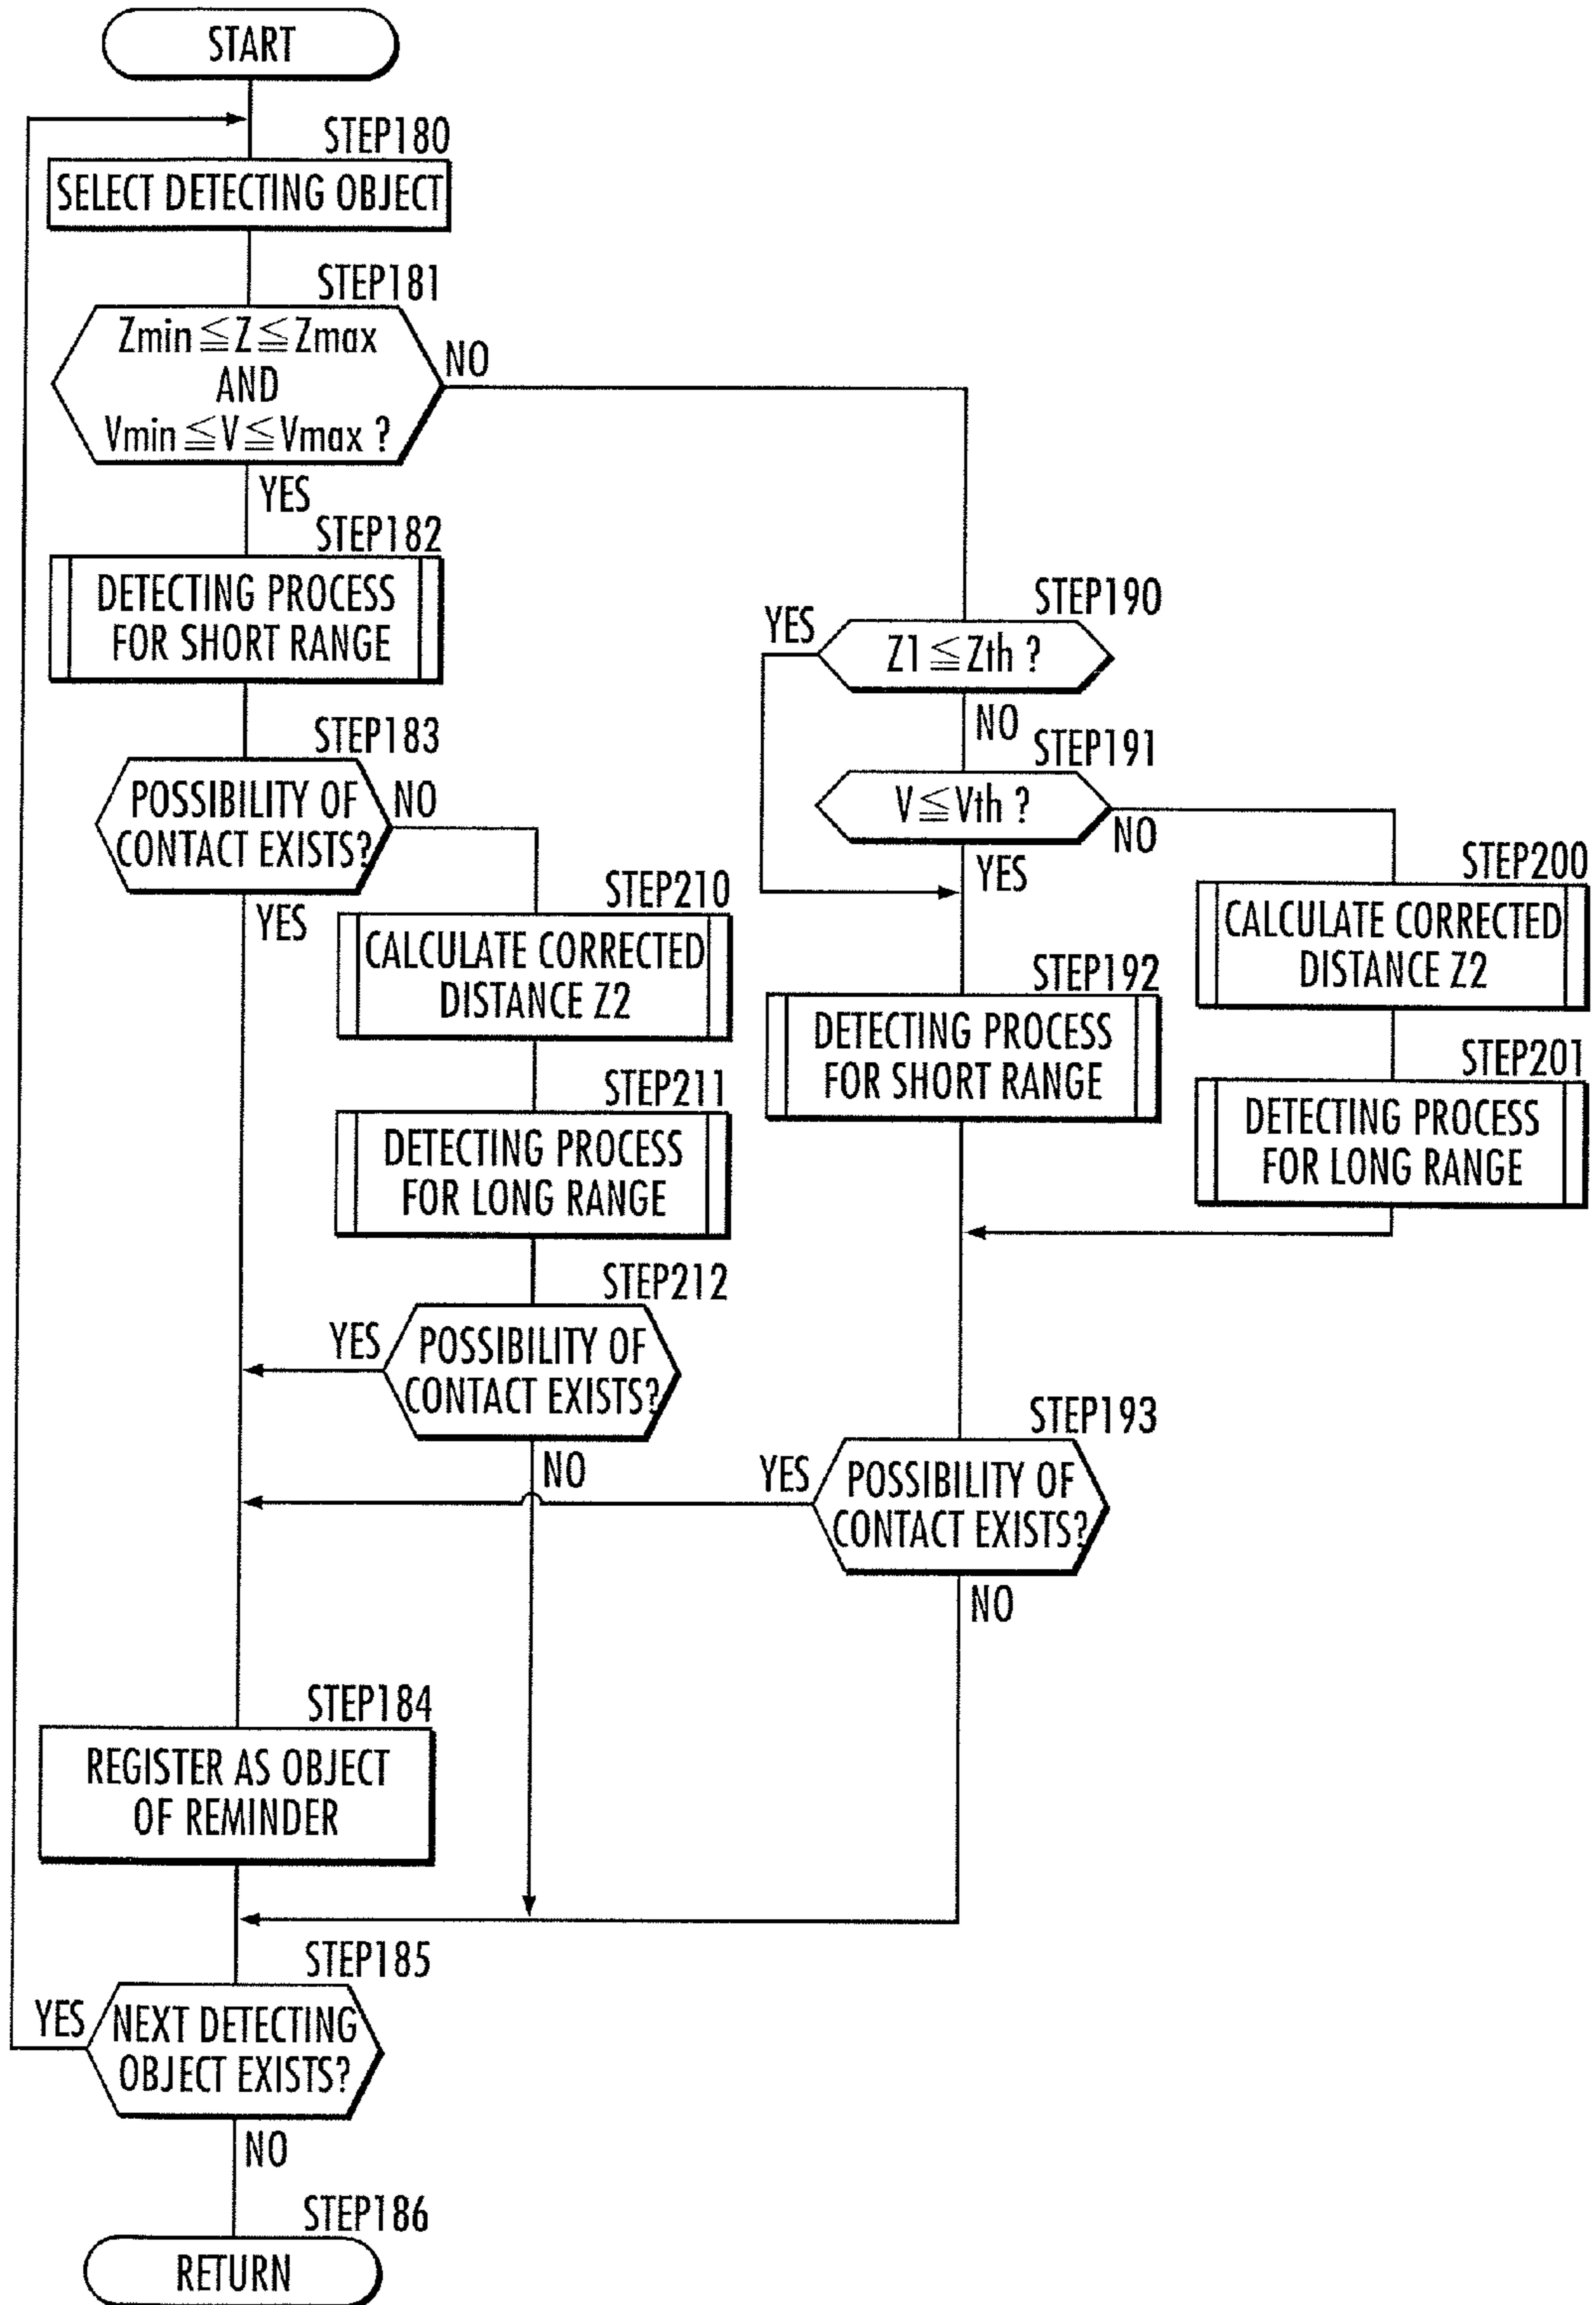 START
STEP180
SELECT DETECTING OBJECT
STEP181
Zmin≦Z≦Zmax
AND
Vmin≦V≦Vmax ?
NO
YES
STEP182
DETECTING PROCESS
FOR SHORT RANGE
STEP183
POSSIBILITY OF
CONTACT EXISTS?
NO
YES
STEP210
CALCULATE CORRECTED
DISTANCE Z2
STEP211
DETECTING PROCESS
FOR LONG RANGE
STEP212
POSSIBILITY OF
CONTACT EXISTS?
YES
NO
STEP190
Z1≦Zth ?
YES
NO
STEP191
V≦Vth ?
NO
YES
STEP192
DETECTING PROCESS
FOR SHORT RANGE
STEP200
CALCULATE CORRECTED
DISTANCE Z2
STEP201
DETECTING PROCESS
FOR LONG RANGE
STEP193
POSSIBILITY OF
CONTACT EXISTS?
YES
NO
STEP184
REGISTER AS OBJECT
OF REMINDER
STEP185
NEXT DETECTING
OBJECT EXISTS?
YES
NO
STEP186
RETURN